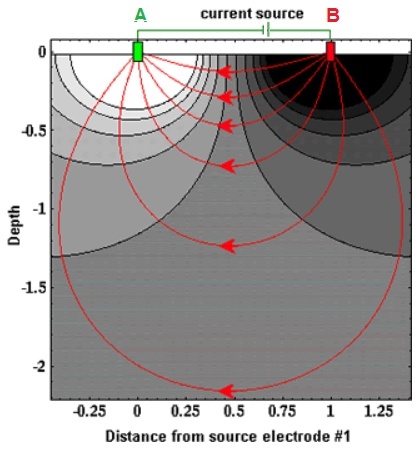 current source
A
B
0
-0.5
-1
-1.5
-2
Depth
-0.25 0 0.25 0.5 0.75 1 1.25
Distance from source electrode #1